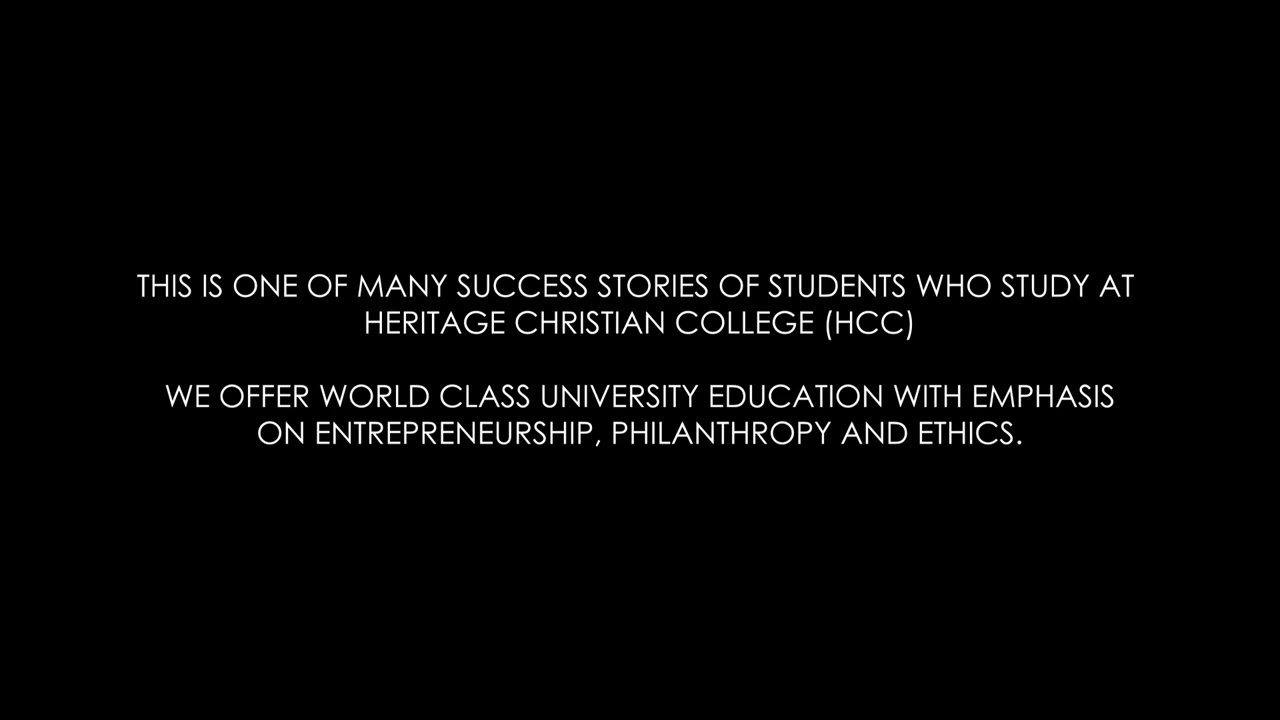 THIS IS ONE OF MANY SUCCESS STORIES OF STUDENTS WHO STUDY AT
HERITAGE CHRISTIAN COLLEGE (HCC)
WE OFFER WORLD CLASS UNIVERSITY EDUCATION WITH EMPHASIS
ON ENTREPRENEURSHIP, PHILANTHROPY AND ETHICS.